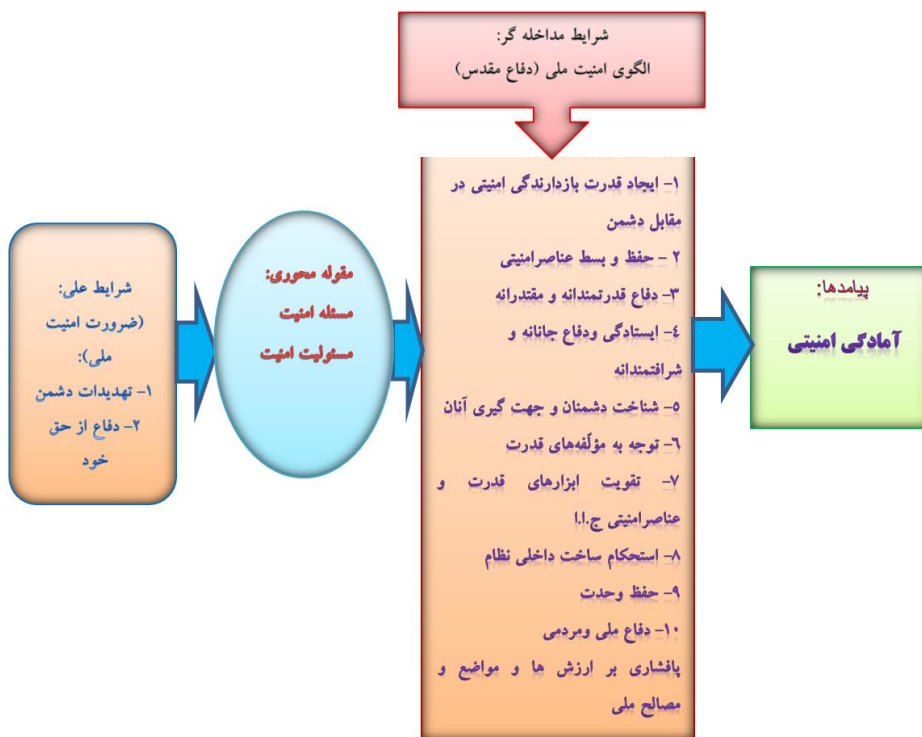 شرایط مداخله گر:
الگوی امنیت ملی (دفاع مقدس)
شرایط علی:
(ضرورت امنیت
ملی):
۱- تهدیدات دشمن
۲- دفاع از حق
خود
مقوله محوری:
مسئله امنیت
مسئولیت امنیت
۱- ایجاد قدرت بازدارندگی امنیتی در
مقابل دشمن
۲ - حفظ و بسط عناصرامنیتی
۳- دفاع قدرتمندانه و مقتدرانه
٤- ایستادگی ودفاع جانانه و
شرافتمندانه
۵- شناخت دشمنان و جهت گیری آنان
۶- توجه به مؤلّفه‌های قدرت
۷- تقویت ابزارهای قدرت و
عناصرامنیتی ج.ا.ا
۸- استحکام ساخت داخلی نظام
۹- حفظ وحدت
۱۰- دفاع ملی ومردمی
پافشاری بر ارزش ها و مواضع و
مصالح ملی
پیامدها:
آمادگی امنیتی